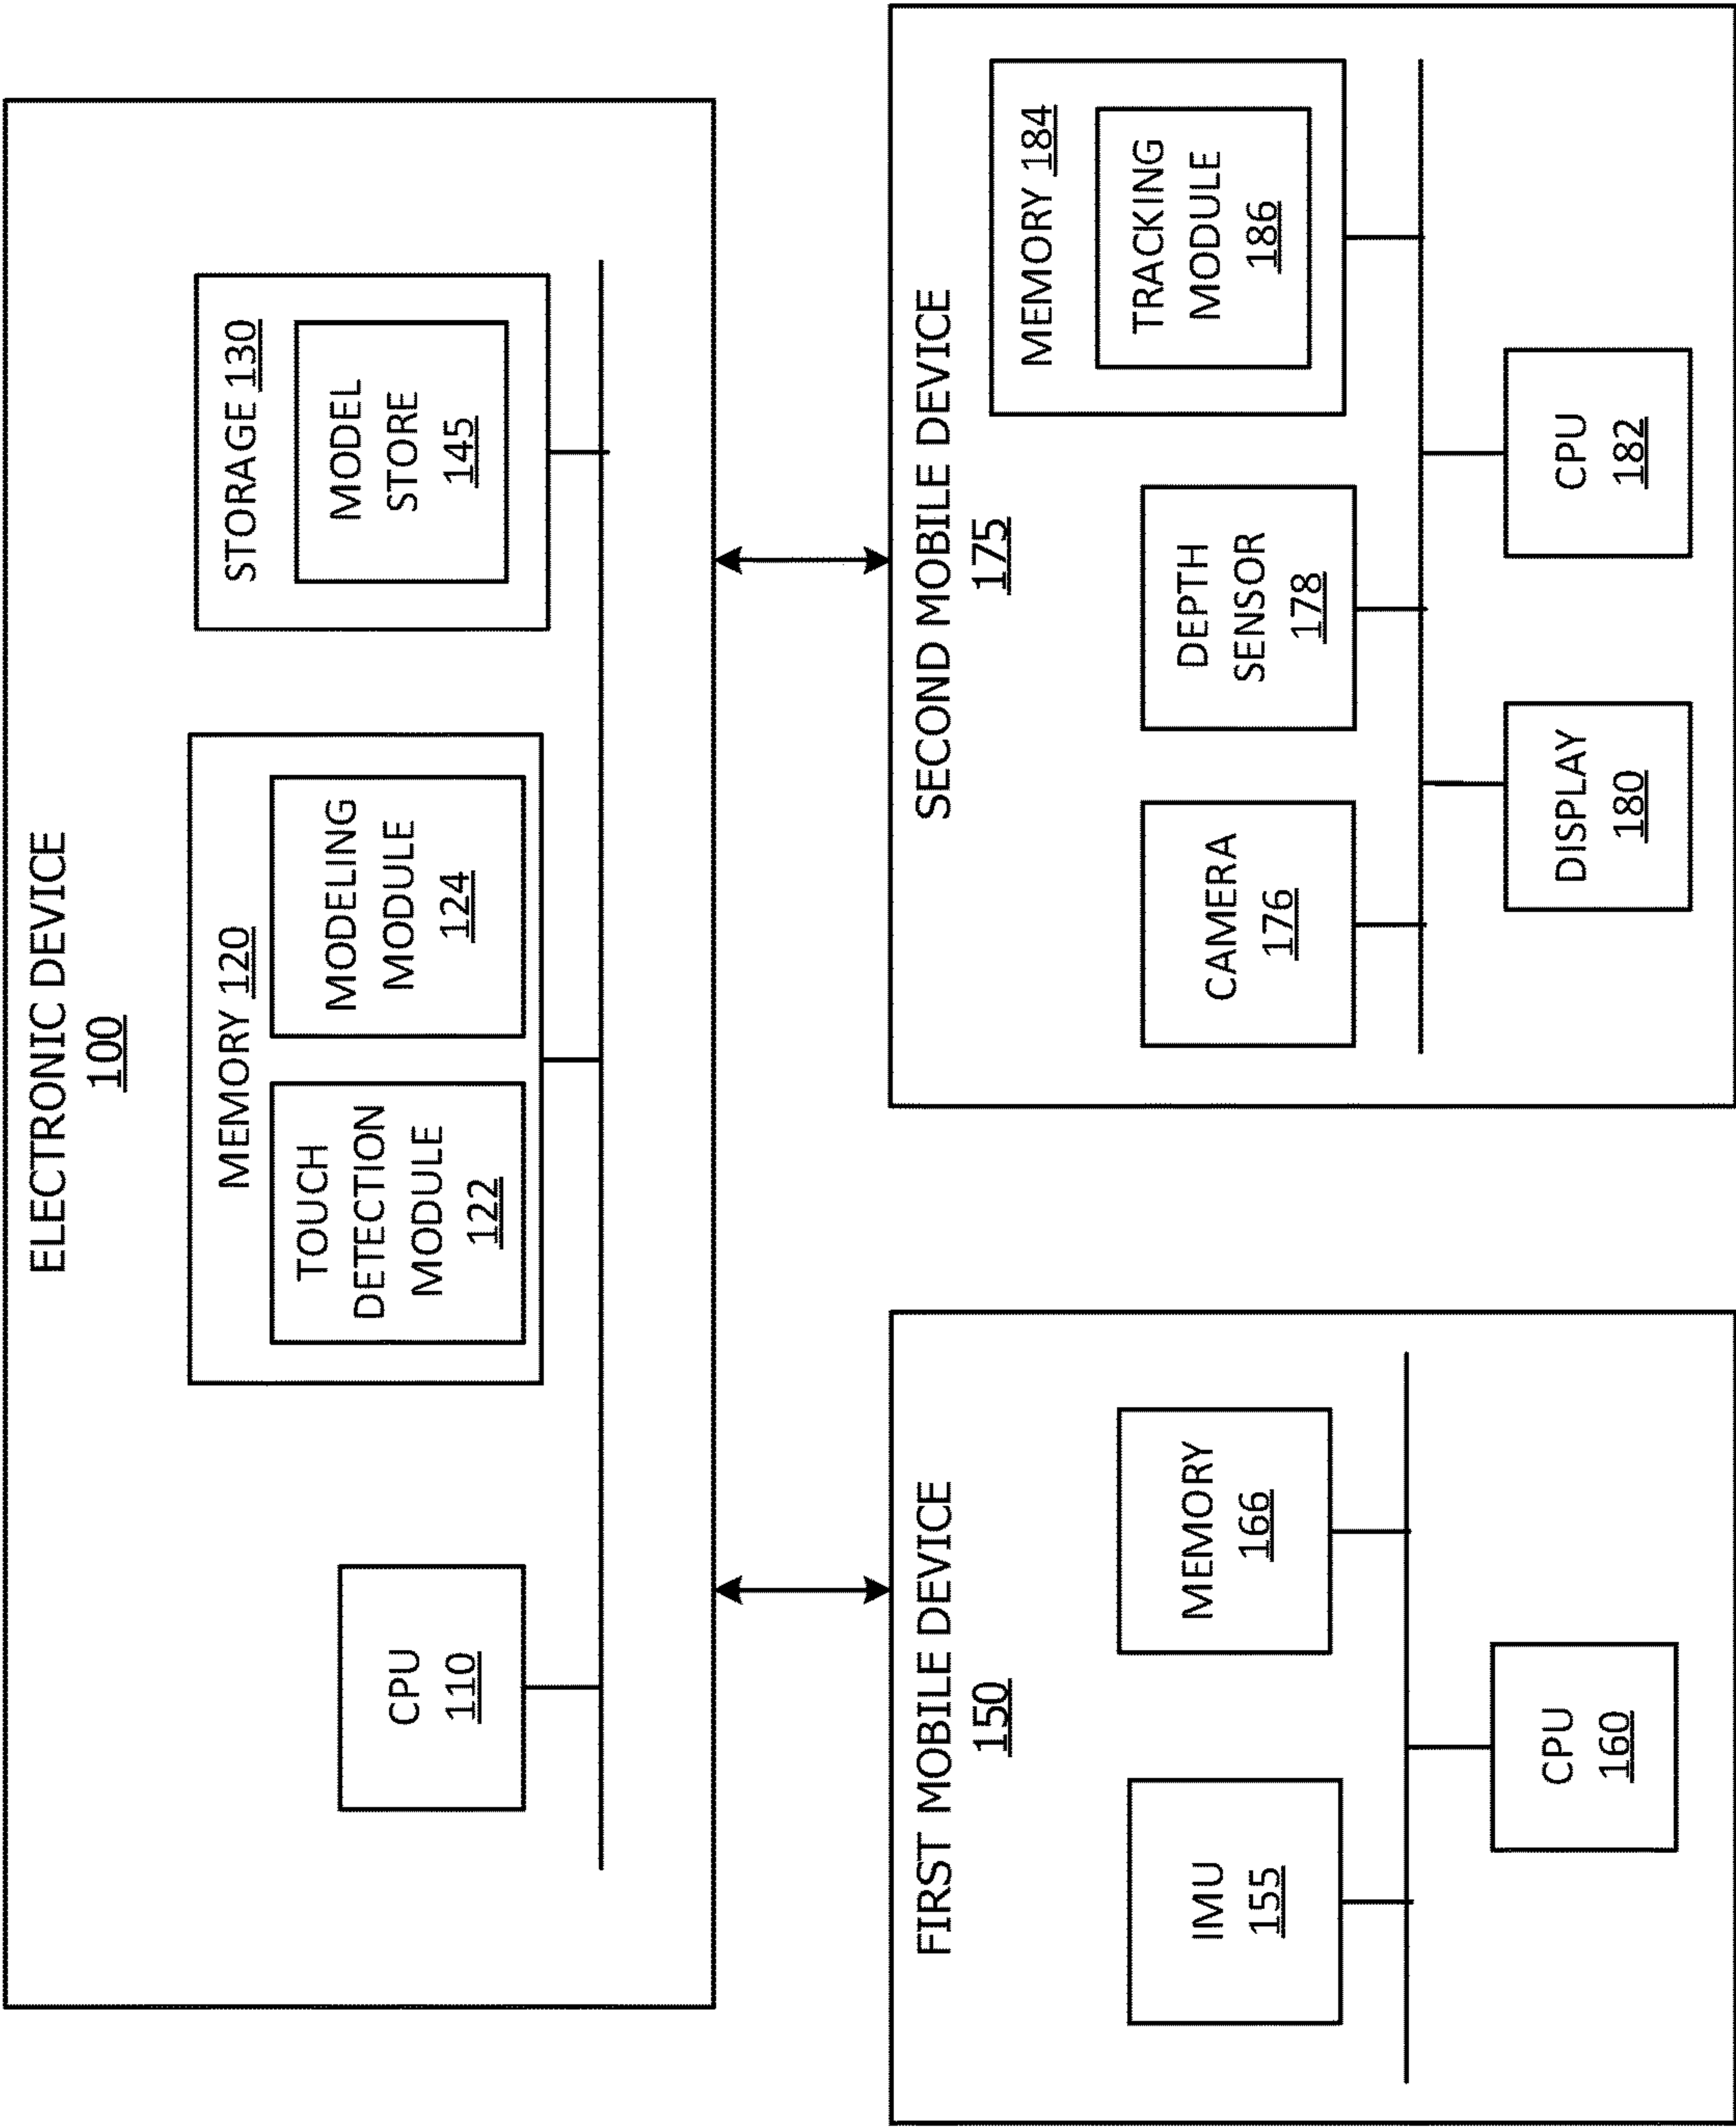 ELECTRONIC DEVICE
100
CPU
110
MEMORY 120
TOUCH
DETECTION
MODULE
122
MODELING
MODULE
124
STORAGE 130
MODEL
STORE
145
FIRST MOBILE DEVICE
150
IMU
155
MEMORY
166
CPU
160
SECOND MOBILE DEVICE
175
CAMERA
176
DEPTH
SENSOR
178
MEMORY 184
TRACKING
MODULE
186
DISPLAY
180
CPU
182